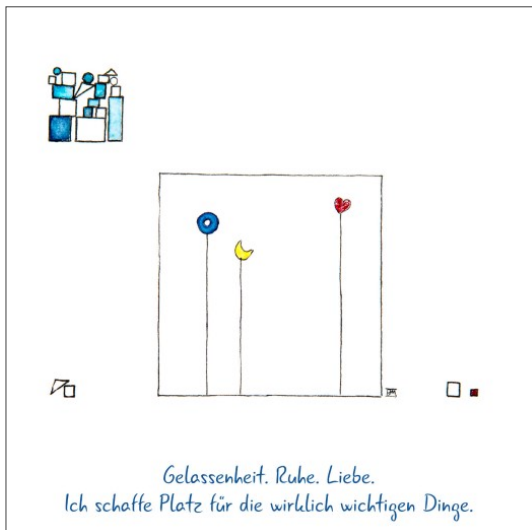 Gelassenheit. Ruhe. Liebe.
Ich schaffe Platz für die wirklich wichtigen Dinge.